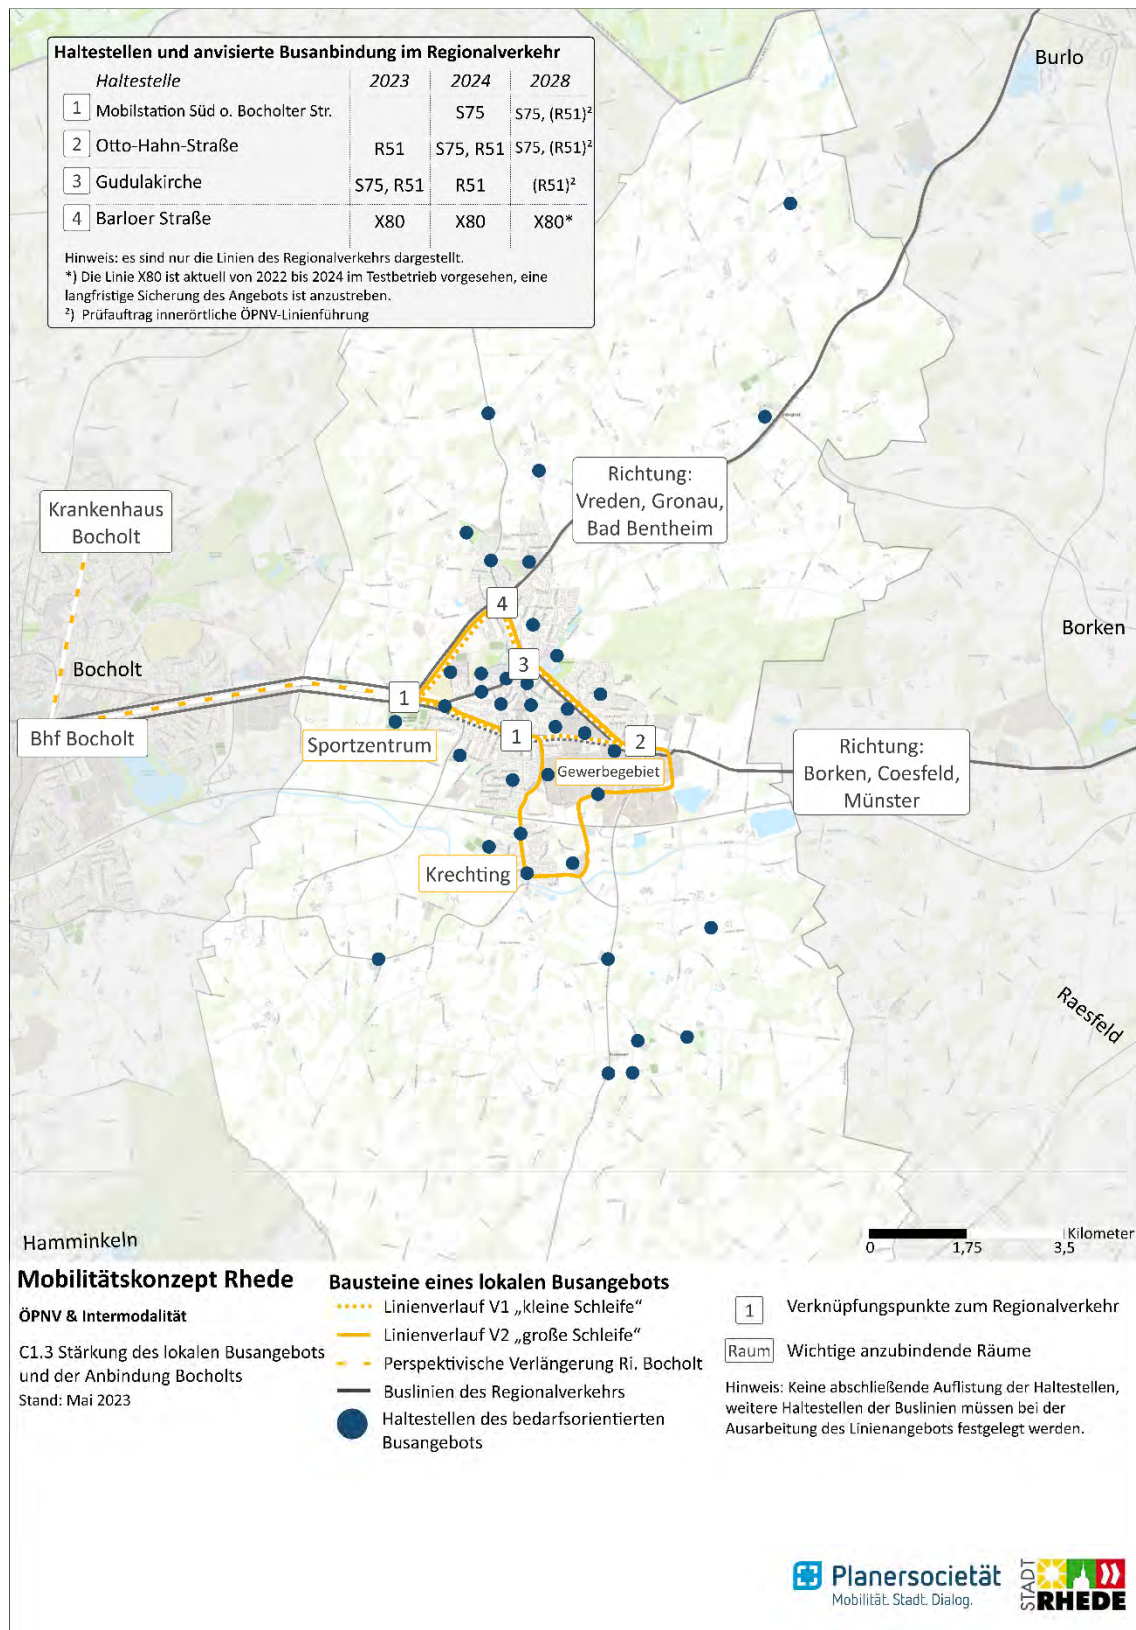 Haltestellen und anvisierte Busanbindung im Regionalverkehr
Haltestelle 2023 2024 2028
1 Mobilstation Süd o. Bocholter Str. S75 S75, (R51)²
2 Otto-Hahn-Straße R51 S75, R51 S75, (R51)²
3 Gudulakirche S75, R51 R51 (R51)²
4 Barloer Straße X80 X80 X80*
Hinweis: es sind nur die Linien des Regionalverkehrs dargestellt.
*) Die Linie X80 ist aktuell von 2022 bis 2024 im Testbetrieb vorgesehen, eine
langfristige Sicherung des Angebots ist anzustreben.
²) Prüfauftrag innerörtliche ÖPNV-Linienführung
Burlo
Richtung:
Vreden, Gronau,
Bad Bentheim
Krankenhaus
Bocholt
4
Borken
Bocholt
3
1
Bhf Bocholt
Sportzentrum
1
2
Gewerbegebiet
Richtung:
Borken, Coesfeld,
Münster
Krechting
Raesfeld
Hamminkeln
Kilometer
0 1,75 3,5
Mobilitätskonzept Rhede
ÖPNV & Intermodalität
C1.3 Stärkung des lokalen Busangebots
und der Anbindung Bocholts
Stand: Mai 2023
Bausteine eines lokalen Busangebots
Linienverlauf V1 „kleine Schleife“
Linienverlauf V2 „große Schleife“
Perspektivische Verlängerung Ri. Bocholt
Buslinien des Regionalverkehrs
Haltestellen des bedarfsorientierten
Busangebots
1 Verknüpfungspunkte zum Regionalverkehr
Raum Wichtige anzubindende Räume
Hinweis: Keine abschließende Auflistung der Haltestellen,
weitere Haltestellen der Buslinien müssen bei der
Ausarbeitung des Linienangebots festgelegt werden.
Planersocietät
Mobilität. Stadt. Dialog.
STADT
RHEDE